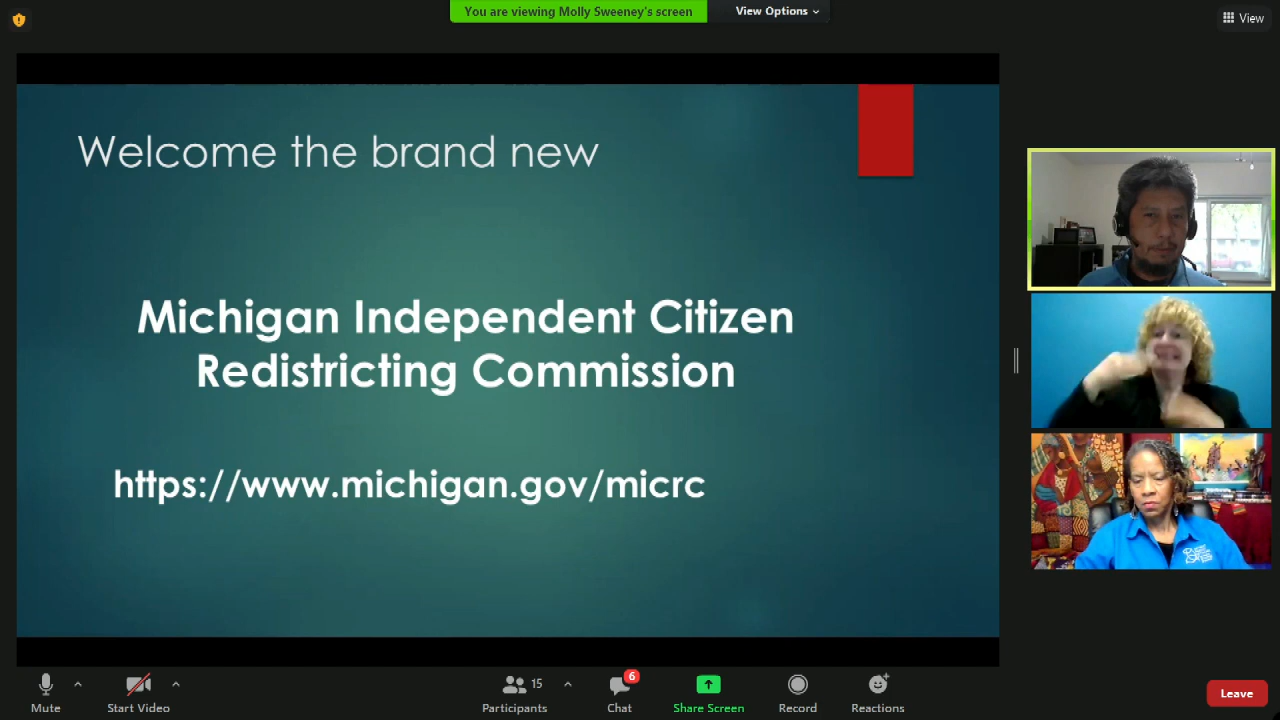 You are viewing Molly Sweeney's screen
View Options
View
Welcome the brand new
Michigan Independent Citizen
Redistricting Commission
https://www.michigan.gov/micrc
15
6
Mute
Start Video
Participants
Chat
Share Screen
Record
Reactions
Leave